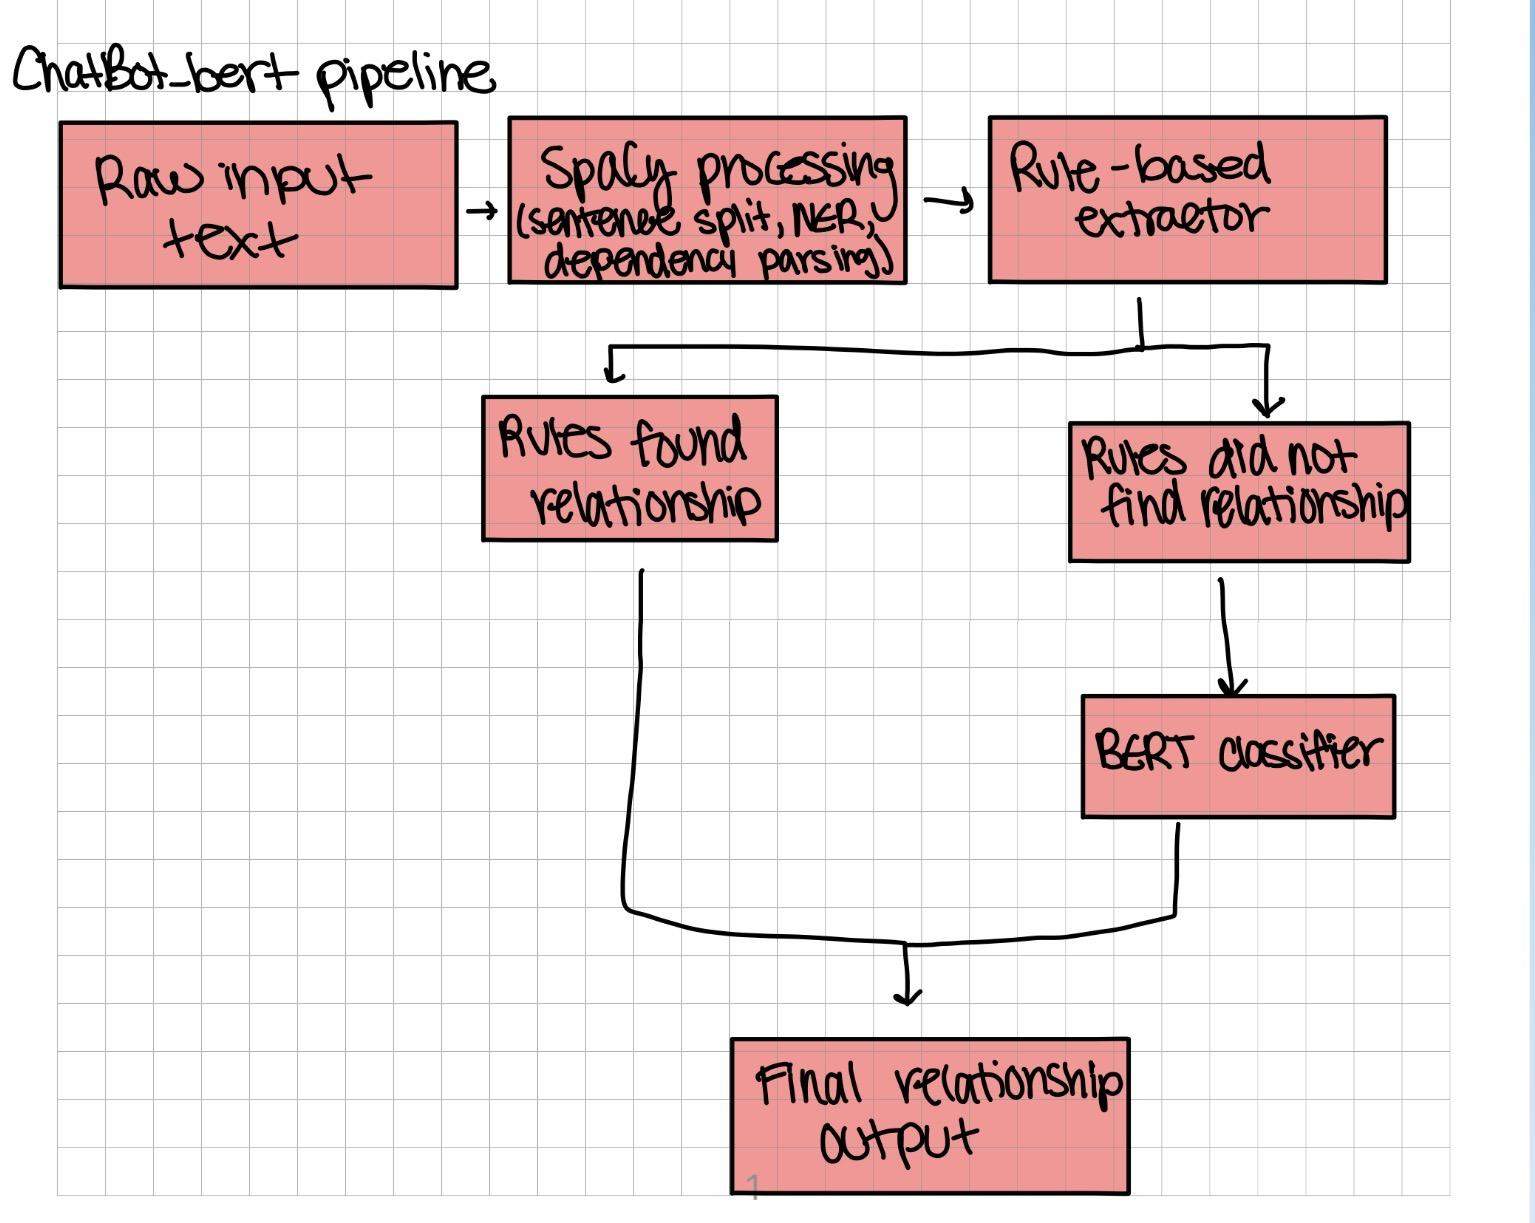 ChatBot_bert pipeline
Raw input
text
Spacy processing
(sentence split, NER,
dependency parsing)
Rule-based
extractor
Rules found
relationship
Rules did not
find relationship
BERT classifier
Final relationship
output
1